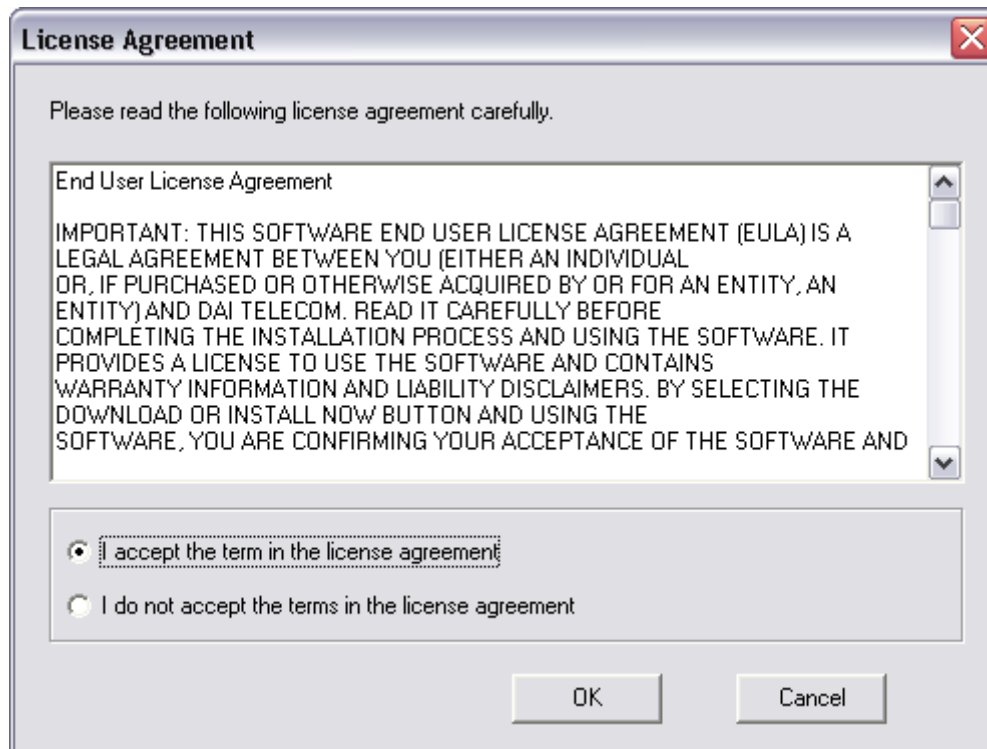 License Agreement
Please read the following license agreement carefully.
End User License Agreement
IMPORTANT: THIS SOFTWARE END USER LICENSE AGREEMENT (EULA) IS A
LEGAL AGREEMENT BETWEEN YOU (EITHER AN INDIVIDUAL
OR, IF PURCHASED OR OTHERWISE ACQUIRED BY OR FOR AN ENTITY, AN
ENTITY) AND DAI TELECOM. READ IT CAREFULLY BEFORE
COMPLETING THE INSTALLATION PROCESS AND USING THE SOFTWARE. IT
PROVIDES A LICENSE TO USE THE SOFTWARE AND CONTAINS
WARRANTY INFORMATION AND LIABILITY DISCLAIMERS. BY SELECTING THE
DOWNLOAD OR INSTALL NOW BUTTON AND USING THE
SOFTWARE, YOU ARE CONFIRMING YOUR ACCEPTANCE OF THE SOFTWARE AND
I accept the term in the license agreement
I do not accept the terms in the license agreement
OK Cancel